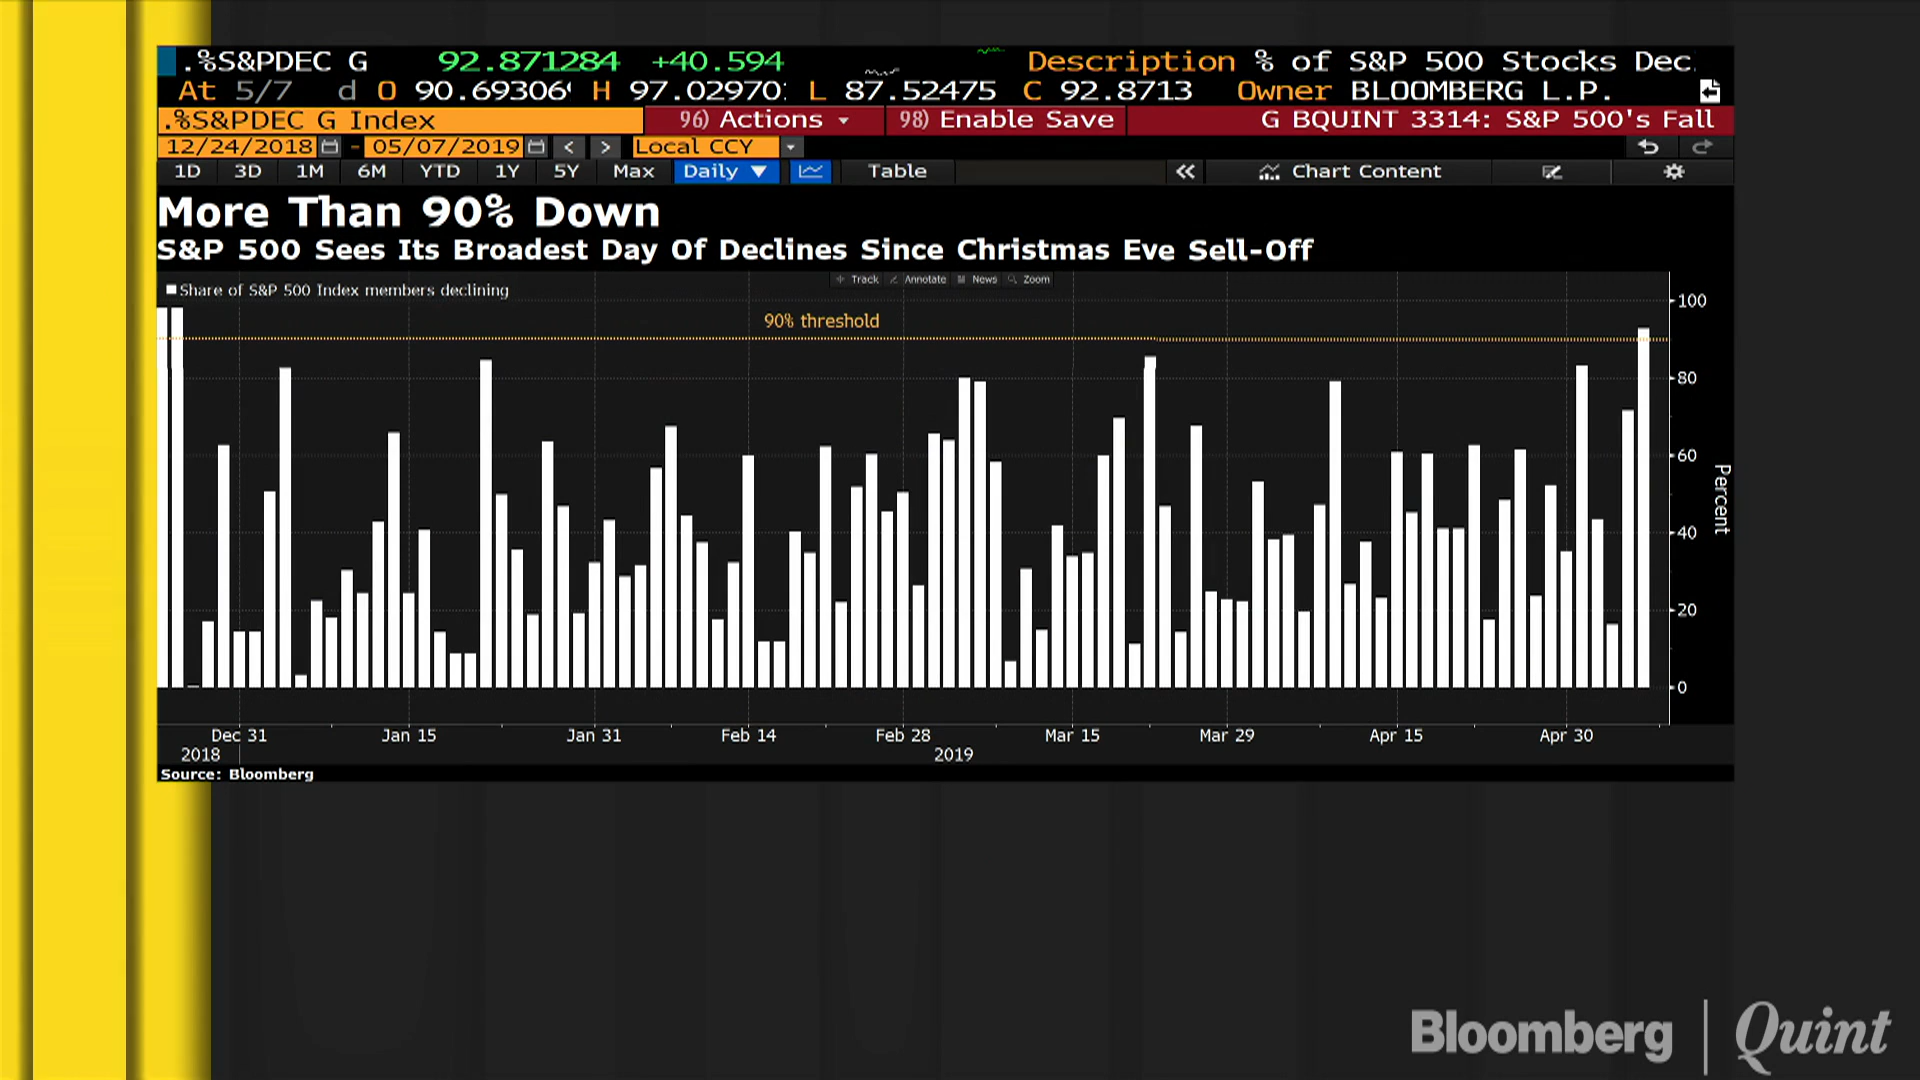 .%S&PDEC G 92.871284 +40.594 Description % of S&P 500 Stocks Dec
At 5/7 d O 90.69306 H 97.02970 L 87.52475 C 92.8713 Owner BLOOMBERG L.P.
.%S&PDEC G Index 96) Actions 98) Enable Save G BQUINT 3314: S&P 500's Fall
12/24/2018 - 05/07/2019 < > Local CCY
1D 3D 1M 6M YTD 1Y 5Y Max Daily ▼ Table « Chart Content
More Than 90% Down
S&P 500 Sees Its Broadest Day Of Declines Since Christmas Eve Sell-Off
Track Annotate News Zoom
Share of S&P 500 Index members declining
90% threshold
100
80
60
40
20
0
Percent
Dec 31 Jan 15 Jan 31 Feb 14 Feb 28 Mar 15 Mar 29 Apr 15 Apr 30
2018 2019
Source: Bloomberg
Bloomberg | Quint